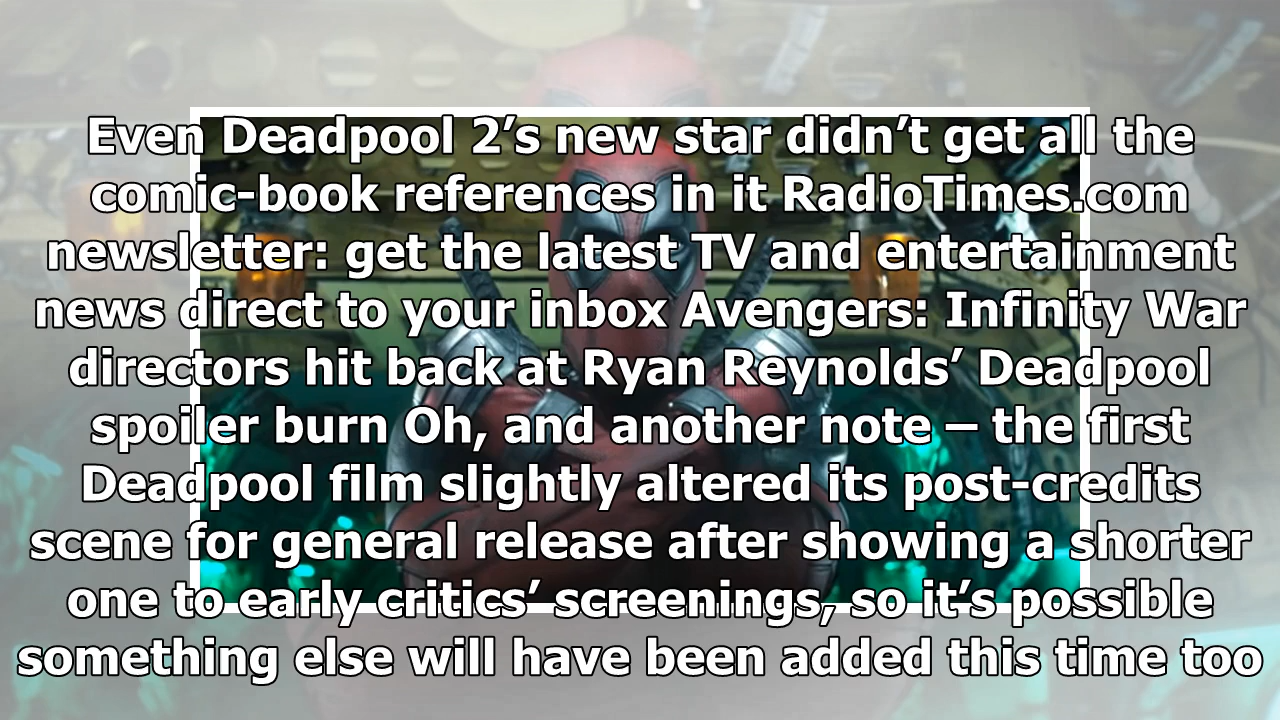 Even Deadpool 2’s new star didn’t get all the
comic-book references in it RadioTimes.com
newsletter: get the latest TV and entertainment
news direct to your inbox Avengers: Infinity War
directors hit back at Ryan Reynolds’ Deadpool
spoiler burn Oh, and another note – the first
Deadpool film slightly altered its post-credits
scene for general release after showing a shorter
one to early critics’ screenings, so it’s possible
something else will have been added this time too